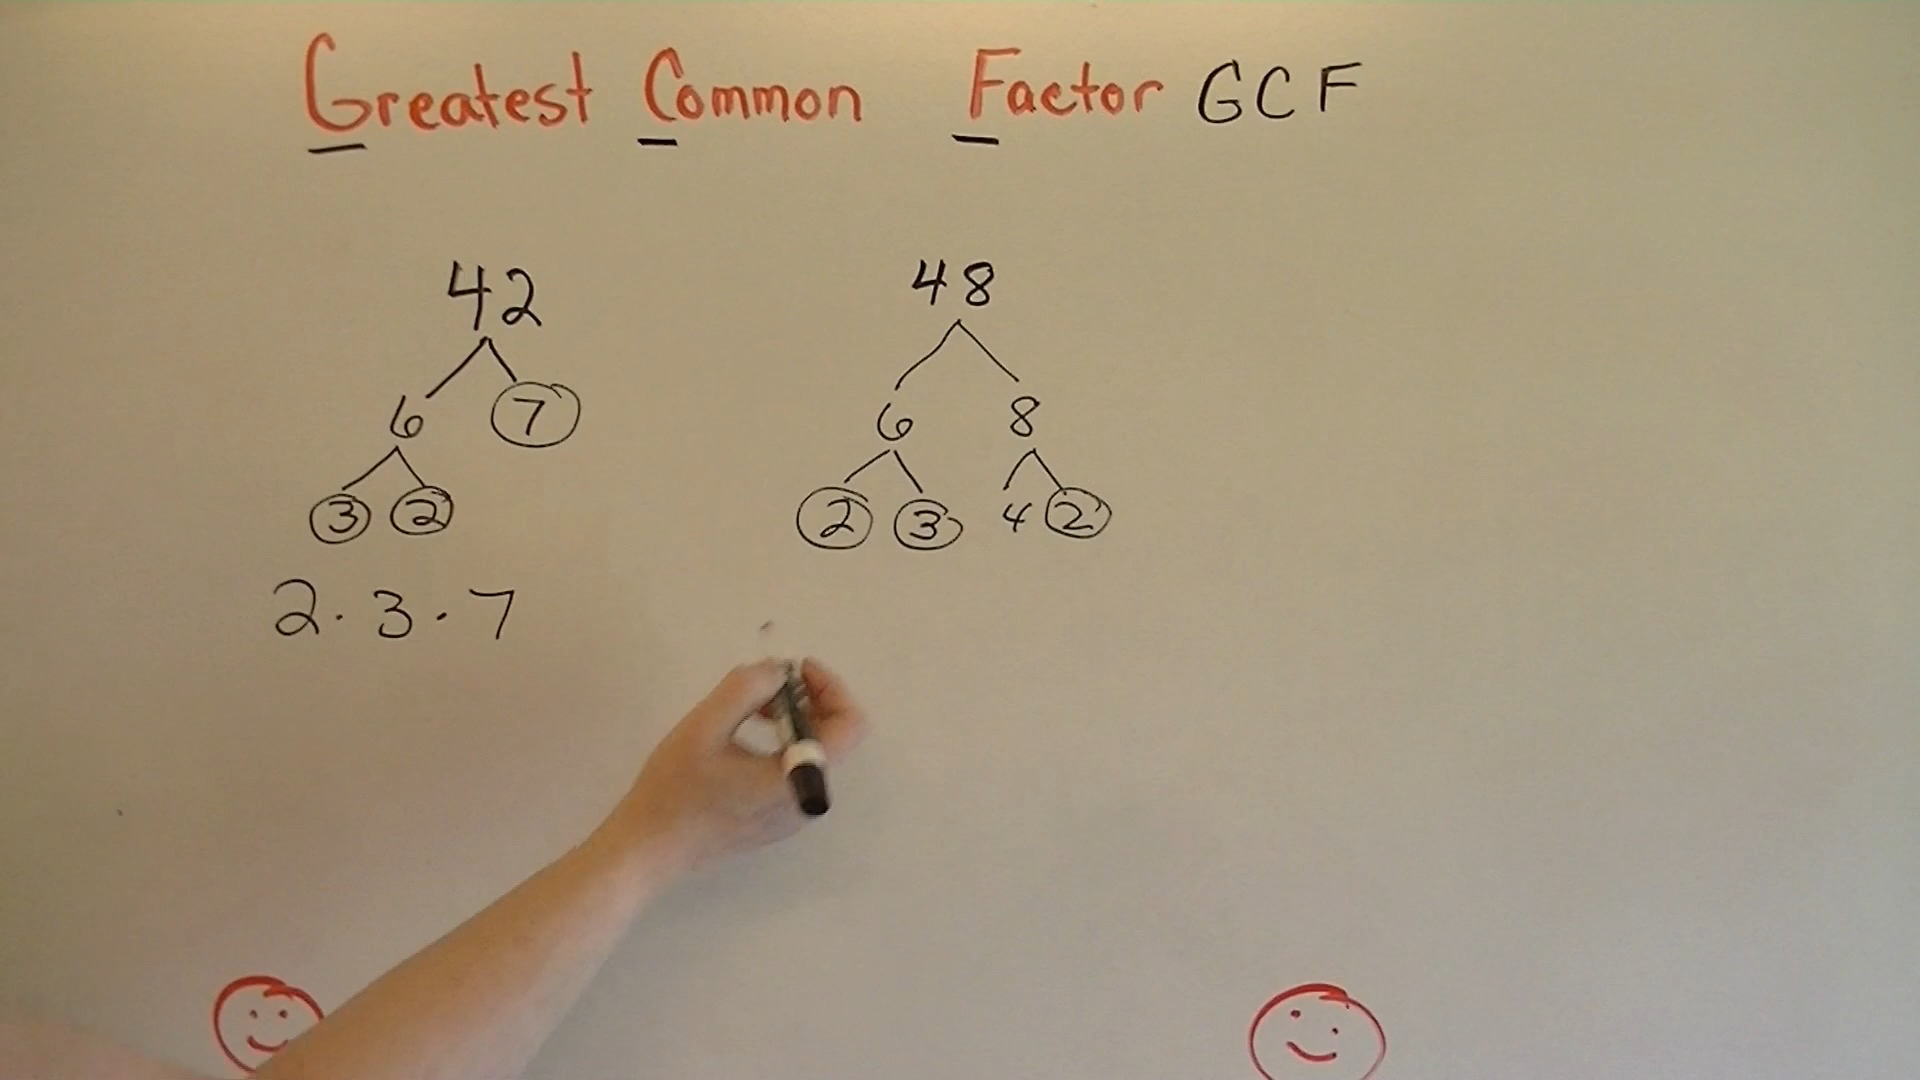 Greatest Common Factor GCF
42 48
6 7 6 8
3 2 2 3 4 2
2 · 3 · 7